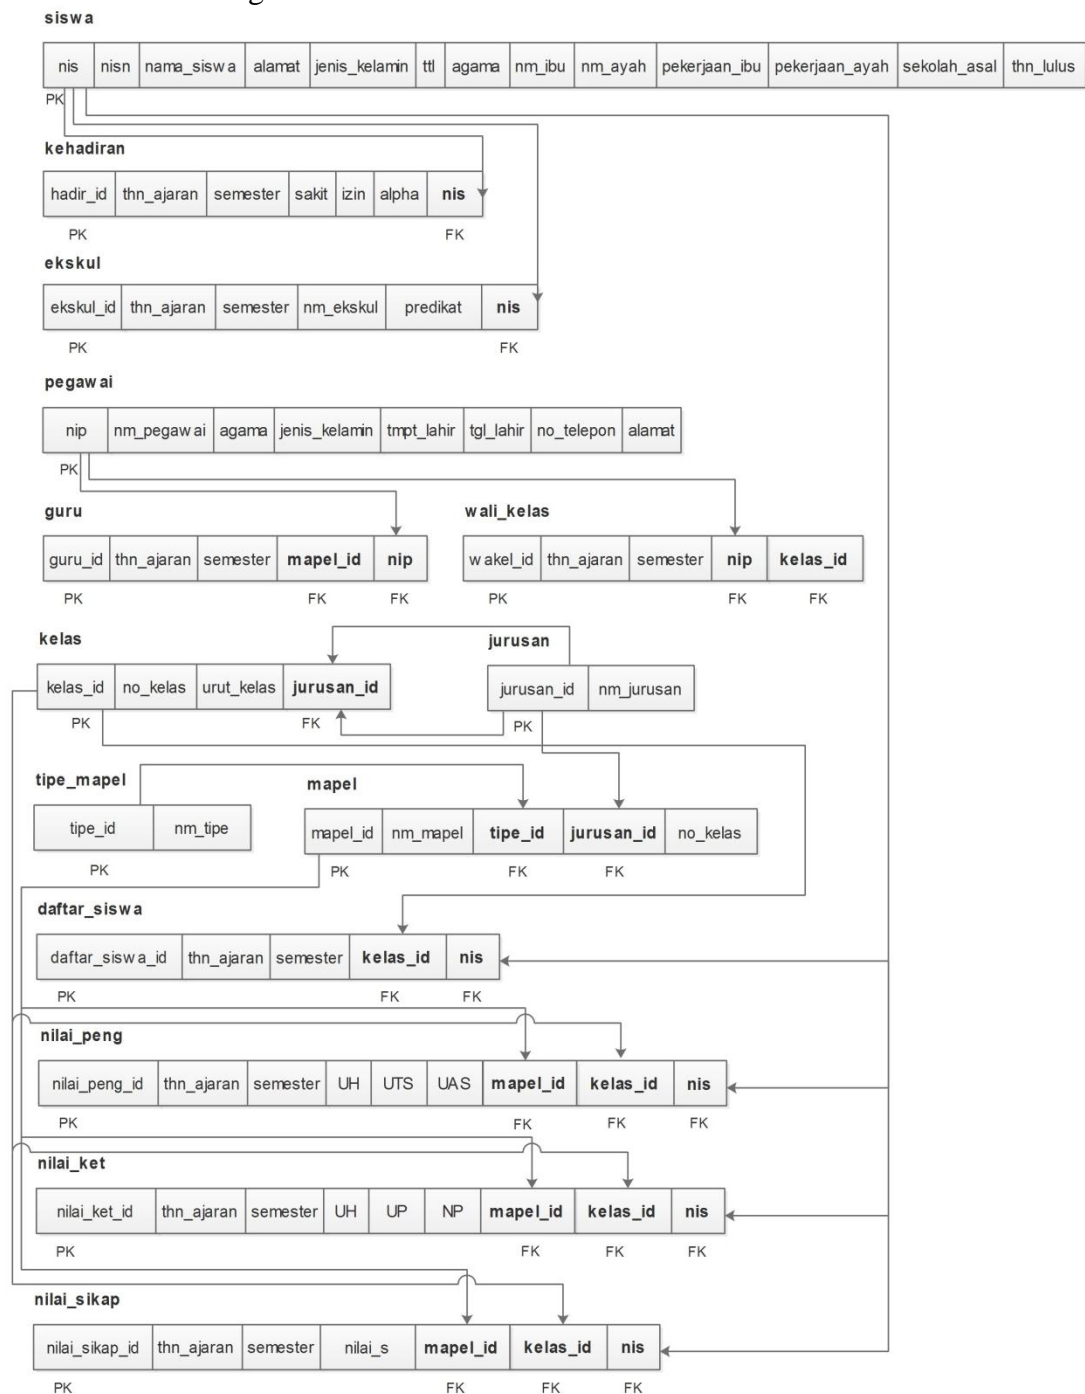 siswa
nis nisn nama_siswa alamat jenis_kelamin ttl agama nm_ibu nm_ayah pekerjaan_ibu pekerjaan_ayah sekolah_asal thn_lulus
PK
kehadiran
hadir_id thn_ajaran semester sakit izin alpha nis
PK FK
ekskul
ekskul_id thn_ajaran semester nm_ekskul predikat nis
PK FK
pegawai
nip nm_pegawai agama jenis_kelamin tmpt_lahir tgl_lahir no_telepon alamat
PK
guru wali_kelas
guru_id thn_ajaran semester mapel_id nip wakel_id thn_ajaran semester nip kelas_id
PK FK FK PK FK FK
kelas jurusan
kelas_id no_kelas urut_kelas jurusan_id jurusan_id nm_jurusan
PK FK PK
tipe_mapel mapel
tipe_id nm_tipe mapel_id nm_mapel tipe_id jurusan_id no_kelas
PK PK FK FK
daftar_siswa
daftar_siswa_id thn_ajaran semester kelas_id nis
PK FK FK
nilai_peng
nilai_peng_id thn_ajaran semester UH UTS UAS mapel_id kelas_id nis
PK FK FK FK
nilai_ket
nilai_ket_id thn_ajaran semester UH UP NP mapel_id kelas_id nis
PK FK FK FK
nilai_sikap
nilai_sikap_id thn_ajaran semester nilai_s mapel_id kelas_id nis
PK FK FK FK